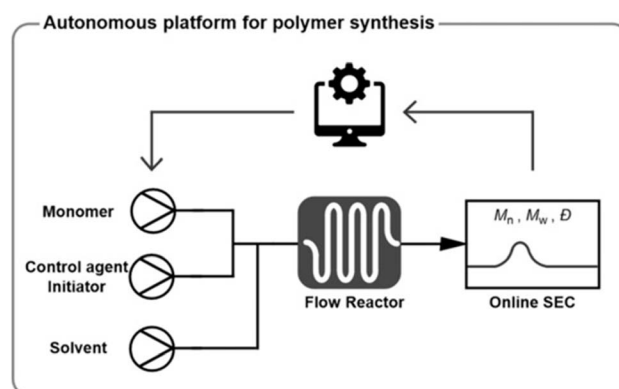 Autonomous platform for polymer synthesis
Monomer
Control agent
Initiator
Solvent
Flow Reactor
Mn , Mw , Đ
Online SEC